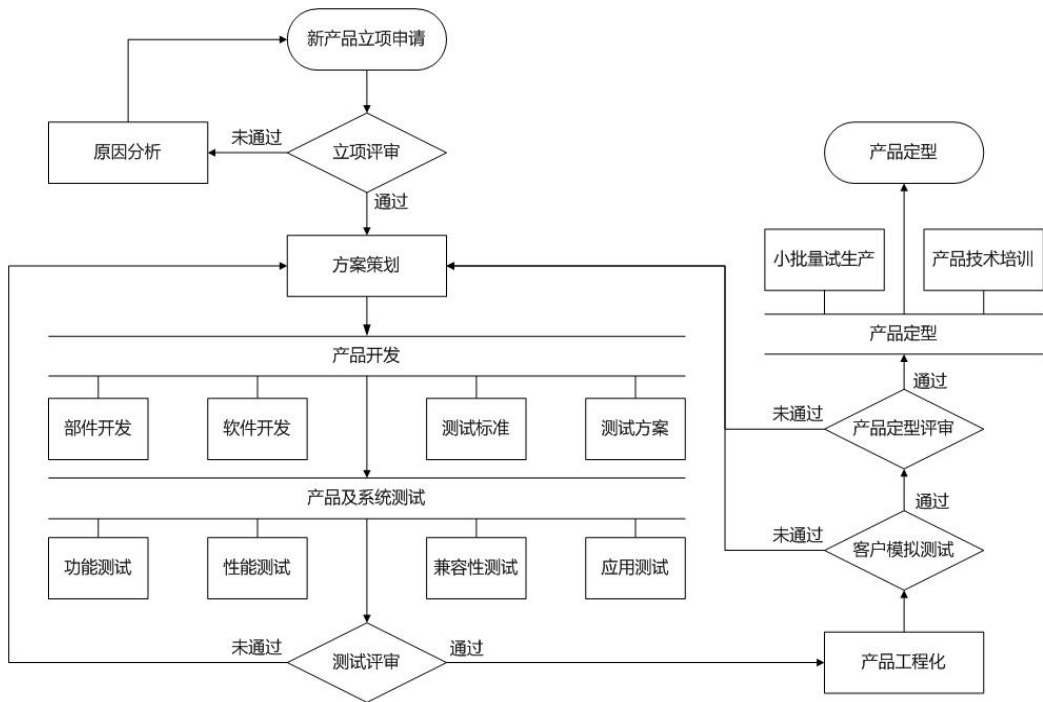 新产品立项申请
未通过
原因分析
立项评审
产品定型
通过
小批量试生产
产品技术培训
方案策划
产品定型
产品开发
通过
未通过
部件开发
软件开发
测试标准
测试方案
产品定型评审
产品及系统测试
通过
未通过
客户模拟测试
功能测试
性能测试
兼容性测试
应用测试
未通过
通过
测试评审
产品工程化